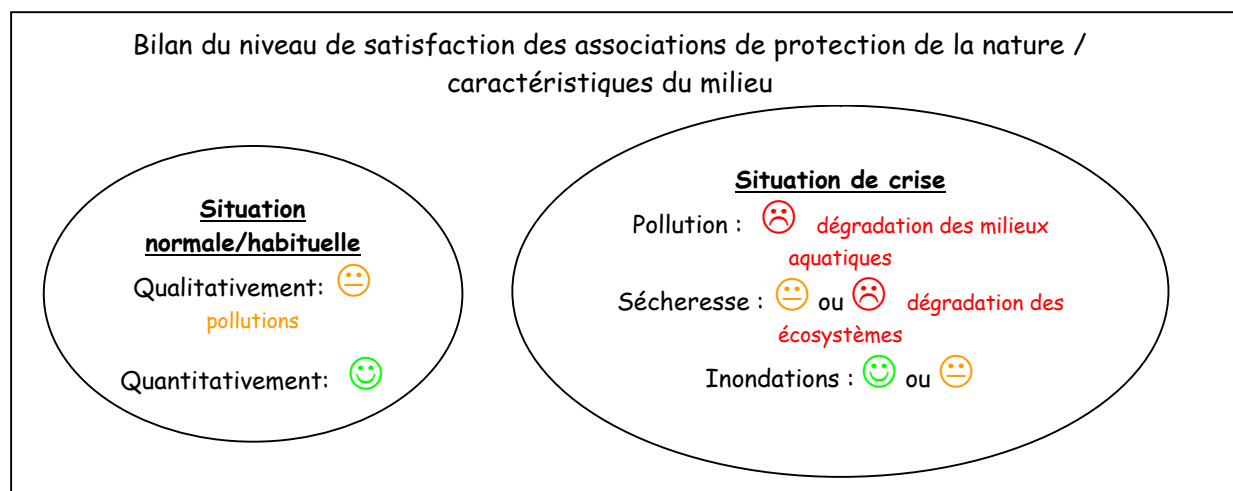 Bilan du niveau de satisfaction des associations de protection de la nature /
caractéristiques du milieu
Situation
normale/habituelle
Qualitativement:
pollutions
Quantitativement:
Situation de crise
Pollution : dégradation des milieux
aquatiques
Sécheresse : ou dégradation des
écosystèmes
Inondations : ou